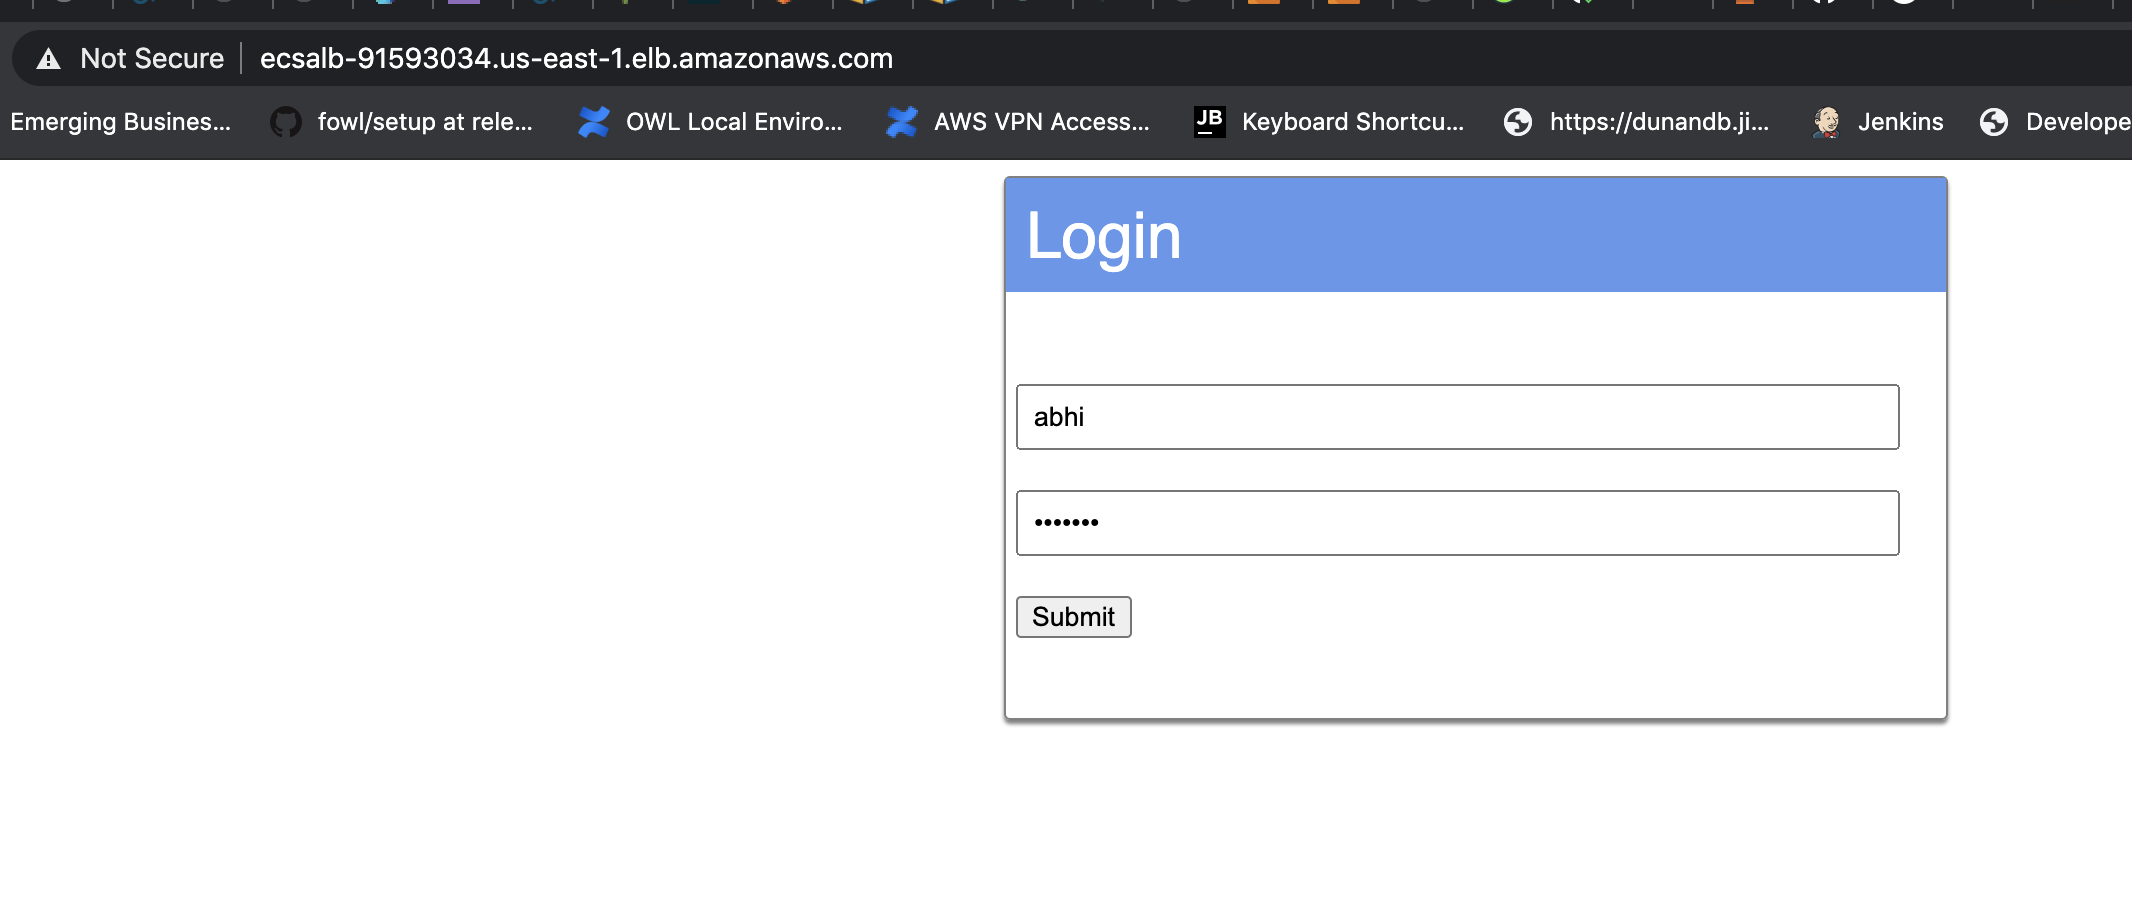 Not Secure ecsalb-91593034.us-east-1.elb.amazonaws.com
Emerging Busines... fowl/setup at rele... OWL Local Enviro... AWS VPN Access... JB Keyboard Shortcu... https://dunandb.ji... Jenkins Develope
Login
abhi
•••••••
Submit